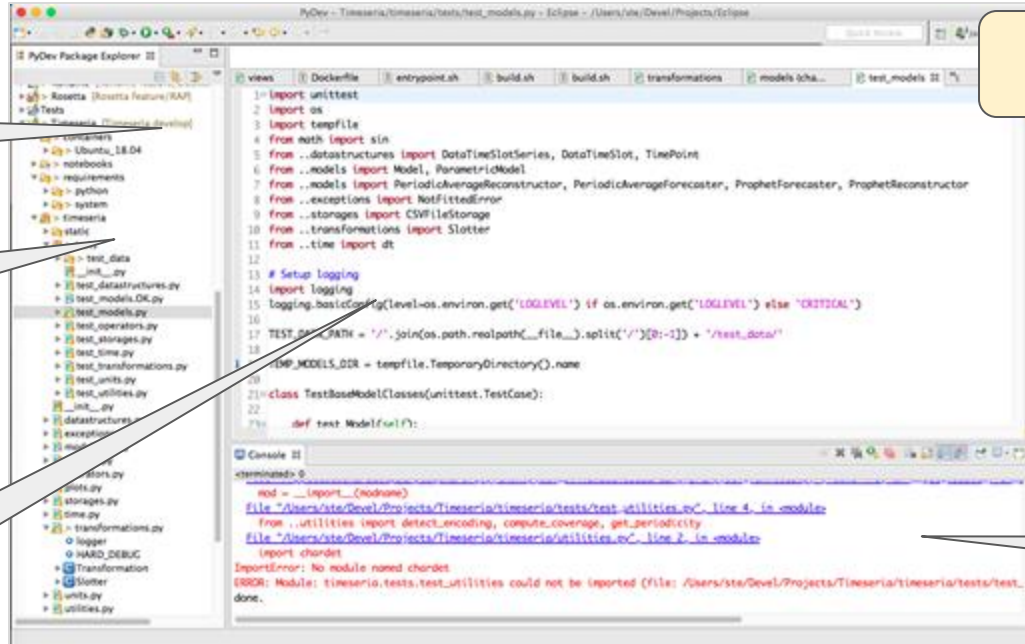 PyDev - Timeseria/timeseria/tests/test_models.py - Eclipse - /Users/ste/Devel/Projects/Eclipse
Quick Access
PyDev Package Explorer
Rosetta [Rosetta feature/RAP]
Tests
Timeseria [Timeseria develop]
containers
Ubuntu_18.04
notebooks
requirements
python
system
timeseria
static
test_data
__init__.py
test_datastructures.py
test_models.OK.py
test_models.py
test_operators.py
test_storages.py
test_time.py
test_transformations.py
test_units.py
test_utilities.py
__init__.py
datastructures
exception
plots.py
storages.py
time.py
transformations.py
logger
HARD_DEBUG
Transformation
Slotter
units.py
utilities.py
views Dockerfile entrypoint.sh build.sh build.sh transformations models (cha... test_models
1 import unittest
2 import os
3 import tempfile
4 from math import sin
5 from ..datastructures import DataTimeSlotSeries, DataTimeSlot, TimePoint
6 from ..models import Model, ParametricModel
7 from ..models import PeriodicAverageReconstructor, PeriodicAverageForecaster, ProphetForecaster, ProphetReconstructor
8 from ..exceptions import NotFittedError
9 from ..storages import CSVFileStorage
10 from ..transformations import Slotter
11 from ..time import dt
12
13 # Setup logging
14 import logging
15 logging.basicConfig(level=os.environ.get('LOGLEVEL') if os.environ.get('LOGLEVEL') else "CRITICAL")
16
17 TEST_DATA_PATH = '/'.join(os.path.realpath(__file__).split('/')[0:-1]) + '/test_data/'
18
TEMP_MODELS_DIR = tempfile.TemporaryDirectory().name
20
21 class TestBaseModelClasses(unittest.TestCase):
22
def test_Model(self):
Console
<terminated> 0
mod = __import__(modname)
File "/Users/ste/Devel/Projects/Timeseria/timeseria/tests/test_utilities.py", line 4, in <module>
from ..utilities import detect_encoding, compute_coverage, get_periodicity
File "/Users/ste/Devel/Projects/Timeseria/timeseria/utilities.py", line 2, in <module>
import chardet
ImportError: No module named chardet
ERROR: Module: timeseria.tests.test_utilities could not be imported (file: /Users/ste/Devel/Projects/Timeseria/timeseria/tests/test_
done.